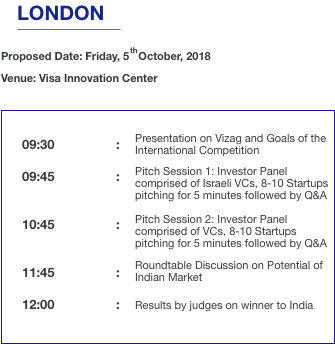 LONDON
Proposed Date: Friday, 5th October, 2018
Venue: Visa Innovation Center
09:30 : Presentation on Vizag and Goals of the
International Competition
09:45 : Pitch Session 1: Investor Panel
comprised of Israeli VCs, 8-10 Startups
pitching for 5 minutes followed by Q&A
10:45 : Pitch Session 2: Investor Panel
comprised of VCs, 8-10 Startups
pitching for 5 minutes followed by Q&A
11:45 : Roundtable Discussion on Potential of
Indian Market
12:00 : Results by judges on winner to India